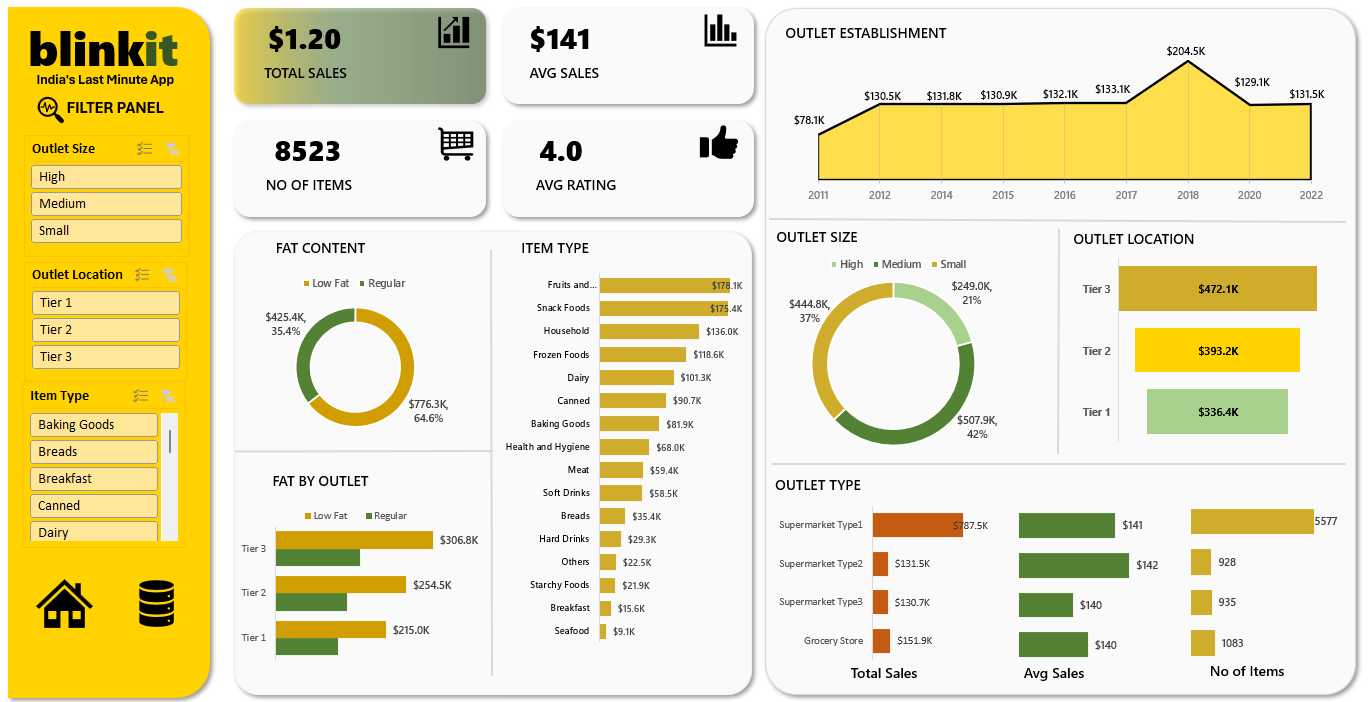 blinkit
India's Last Minute App
FILTER PANEL
Outlet Size
High
Medium
Small
Outlet Location
Tier 1
Tier 2
Tier 3
Item Type
Baking Goods
Breads
Breakfast
Canned
Dairy
$1.20
TOTAL SALES
$141
AVG SALES
8523
NO OF ITEMS
4.0
AVG RATING
FAT CONTENT
Low Fat Regular
$425.4K,
35.4%
$776.3K,
64.6%
FAT BY OUTLET
Low Fat Regular
Tier 3 $306.8K
Tier 2 $254.5K
Tier 1 $215.0K
ITEM TYPE
Fruits and... $178.1K
Snack Foods $175.4K
Household $136.0K
Frozen Foods $118.6K
Dairy $101.3K
Canned $90.7K
Baking Goods $81.9K
Health and Hygiene $68.0K
Meat $59.4K
Soft Drinks $58.5K
Breads $35.4K
Hard Drinks $29.3K
Others $22.5K
Starchy Foods $21.9K
Breakfast $15.6K
Seafood $9.1K
OUTLET ESTABLISHMENT
$78.1K $130.5K $131.8K $130.9K $132.1K $133.1K $204.5K $129.1K $131.5K
2011 2012 2014 2015 2016 2017 2018 2020 2022
OUTLET SIZE
High Medium Small
$249.0K,
21%
$444.8K,
37%
$507.9K,
42%
OUTLET LOCATION
Tier 3 $472.1K
Tier 2 $393.2K
Tier 1 $336.4K
OUTLET TYPE
Supermarket Type1 $787.5K $141 5577
Supermarket Type2 $131.5K $142 928
Supermarket Type3 $130.7K $140 935
Grocery Store $151.9K $140 1083
Total Sales Avg Sales No of Items